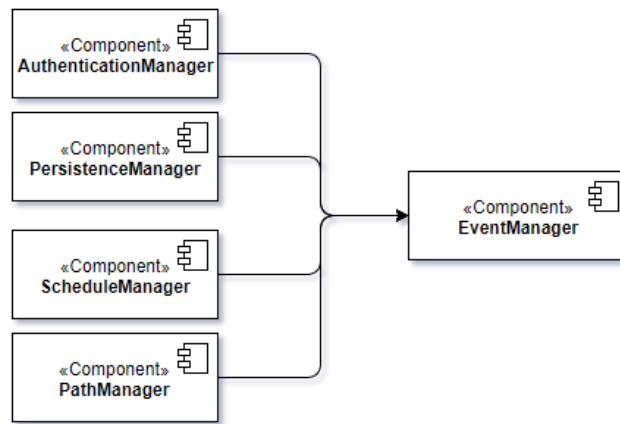 «Component»
AuthenticationManager
«Component»
PersistenceManager
«Component»
ScheduleManager
«Component»
PathManager
«Component»
EventManager